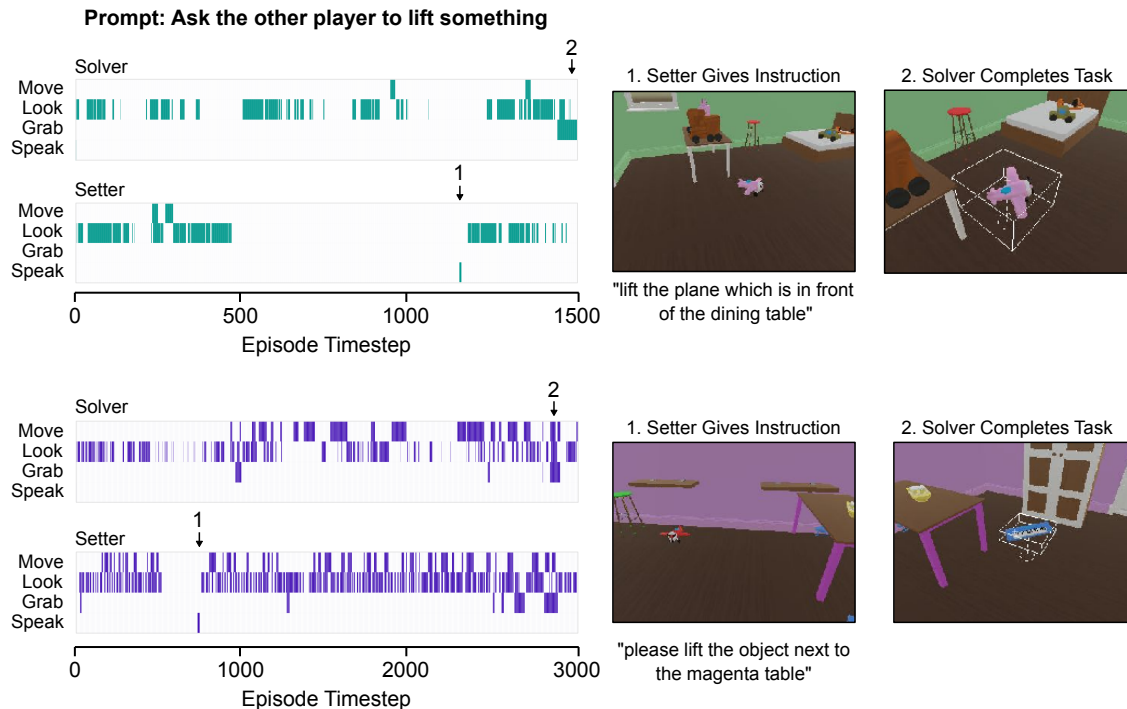 Prompt: Ask the other player to lift something
2
Solver
Move
Look
Grab
Speak
1
Setter
Move
Look
Grab
Speak
0 500 1000 1500
Episode Timestep
1. Setter Gives Instruction
2. Solver Completes Task
"lift the plane which is in front
of the dining table"
2
Solver
Move
Look
Grab
Speak
1
Setter
Move
Look
Grab
Speak
0 1000 2000 3000
Episode Timestep
1. Setter Gives Instruction
2. Solver Completes Task
"please lift the object next to
the magenta table"